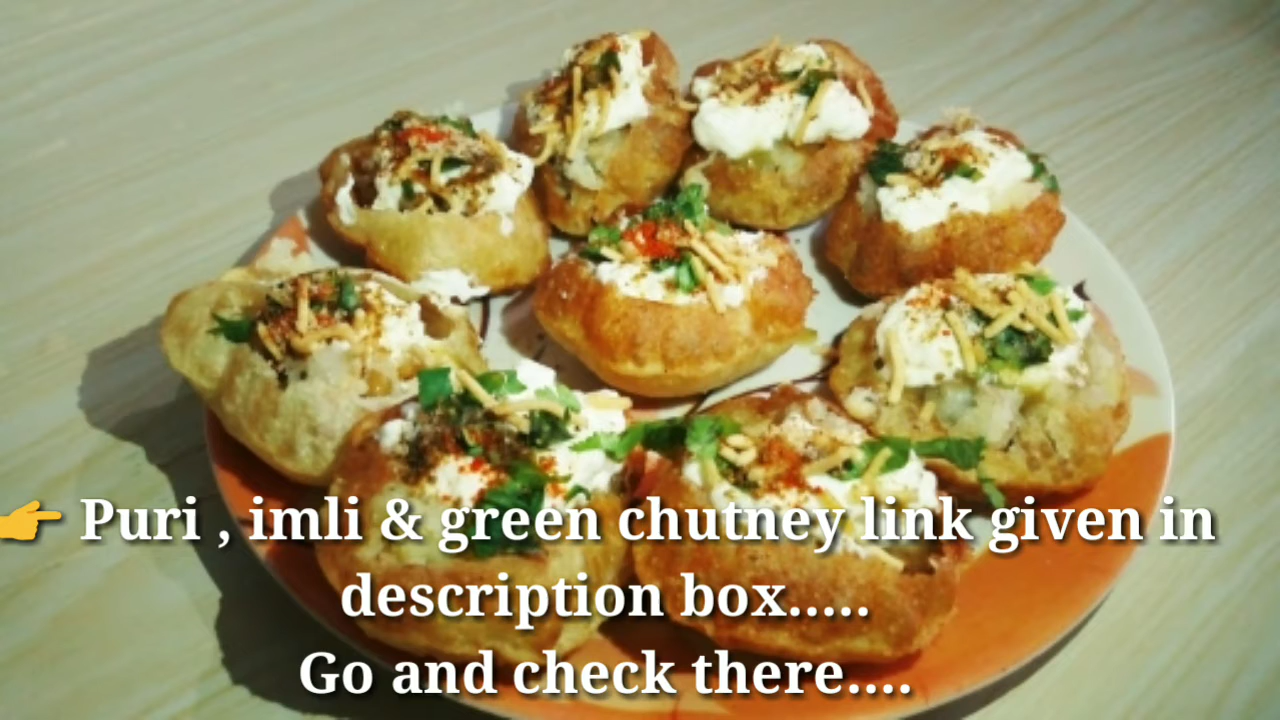 👉 Puri , imli & green chutney link given in
description box.....
Go and check there....